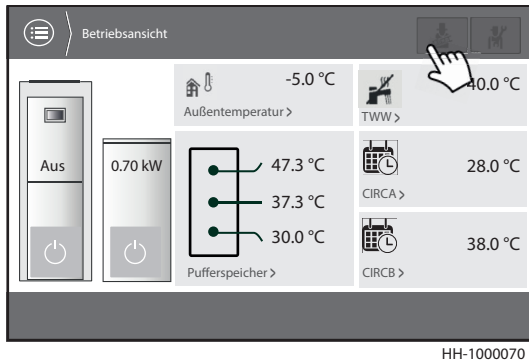 Betriebsansicht
Aus
0.70 kW
-5.0 °C
Außentemperatur >
47.3 °C
37.3 °C
30.0 °C
Pufferspeicher >
40.0 °C
TWW >
28.0 °C
CIRCA >
38.0 °C
CIRCB >
HH-1000070